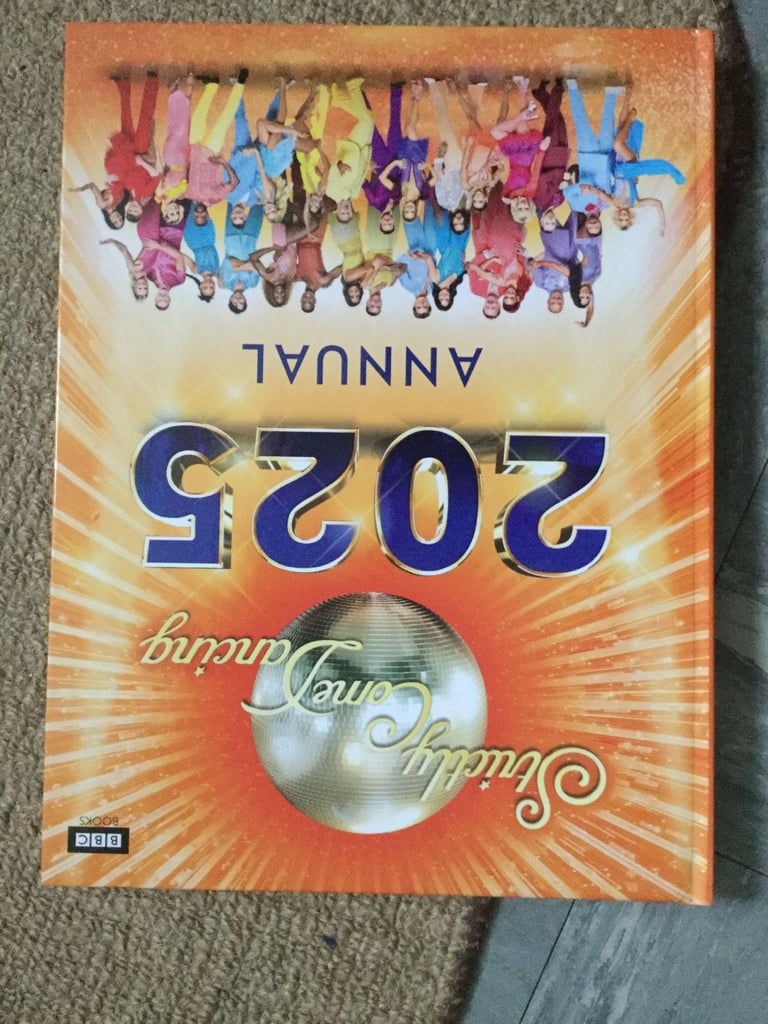 BBC
BOOKS
Strictly
Come
Dancing
2025
ANNUAL